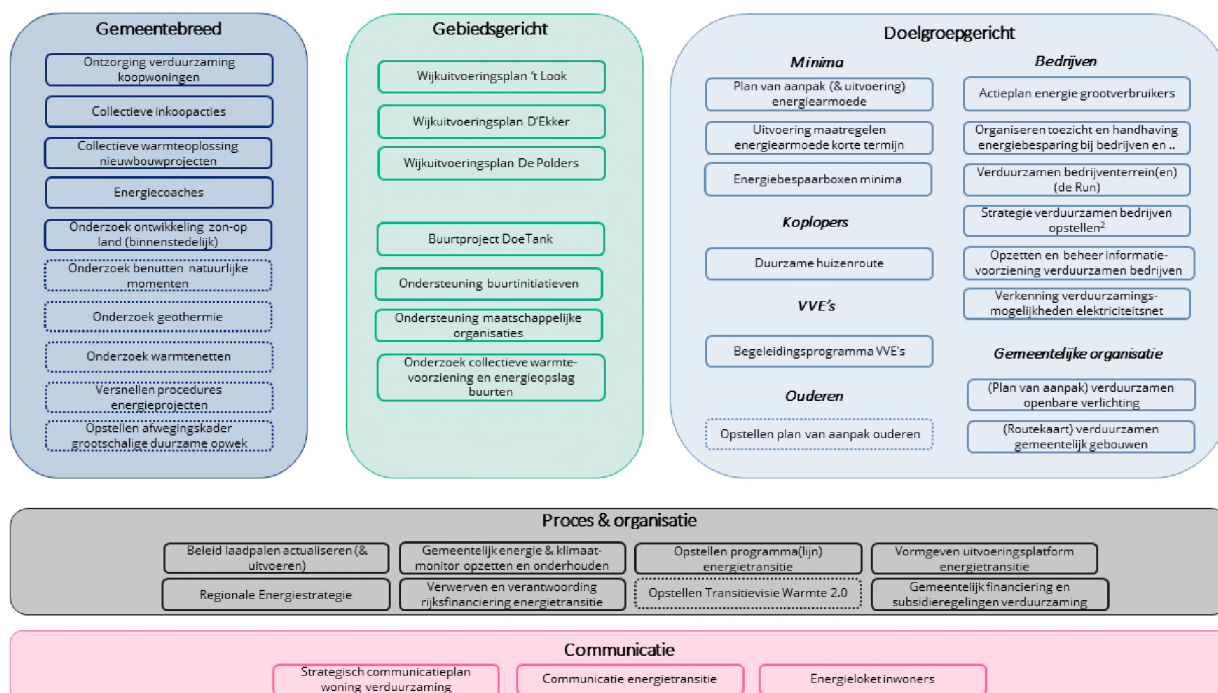 Gemeentebreed
Ontzorging verduurzaming
koopwoningen
Collectieve inkoopacties
Collectieve warmteoplossing
nieuwbouwprojecten
Energiecoaches
Onderzoek ontwikkeling zon-op
land (binnenstedelijk)
Onderzoek benutten natuurlijke
momenten
Onderzoek geothermie
Onderzoek warmtenetten
Versnellen procedures
energieprojecten
Opstellen afwegingskader
grootschalige duurzame opwek
Gebiedsgericht
Wijkuitvoeringsplan 't Look
Wijkuitvoeringsplan D'Ekker
Wijkuitvoeringsplan De Polders
Buurtproject DoeTank
Ondersteuning buurtinitiatieven
Ondersteuning maatschappelijke
organisaties
Onderzoek collectieve warmte-
voorziening en energieopslag
buurten
Doelgroepgericht
Minima
Plan van aanpak (& uitvoering)
energiearmoede
Uitvoering maatregelen
energiearmoede korte termijn
Energiebespaarboxen minima
Koplopers
Duurzame huizenroute
VVE's
Begeleidingsprogramma VVE's
Ouderen
Opstellen plan van aanpak ouderen
Bedrijven
Actieplan energie grootverbruikers
Organiseren toezicht en handhaving
energiebesparing bij bedrijven en ..
Verduurzamen bedrijventerrein(en)
(de Run)
Strategie verduurzamen bedrijven
opstellen²
Opzetten en beheer informatie-
voorziening verduurzamen bedrijven
Verkenning verduurzamings-
mogelijkheden elektriciteitsnet
Gemeentelijke organisatie
(Plan van aanpak) verduurzamen
openbare verlichting
(Routekaart) verduurzamen
gemeentelijk gebouwen
Proces & organisatie
Beleid laadpalen actualiseren (&
uitvoeren)
Gemeentelijk energie & klimaat-
monitor opzetten en onderhouden
Opstellen programma(lijn)
energietransitie
Vormgeven uitvoeringsplatform
energietransitie
Regionale Energiestrategie
Verwerven en verantwoording
rijksfinanciering energietransitie
Opstellen Transitievisie Warmte 2.0
Gemeentelijk financiering en
subsidieregelingen verduurzaming
Communicatie
Strategisch communicatieplan
woning verduurzaming
Communicatie energietransitie
Energieloket inwoners